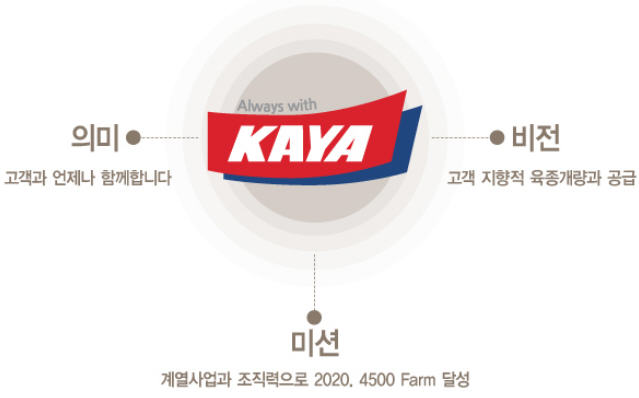 Always with
KAYA
의미
고객과 언제나 함께합니다
비전
고객 지향적 육종개량과 공급
미션
계열사업과 조직력으로 2020, 4500 Farm 달성